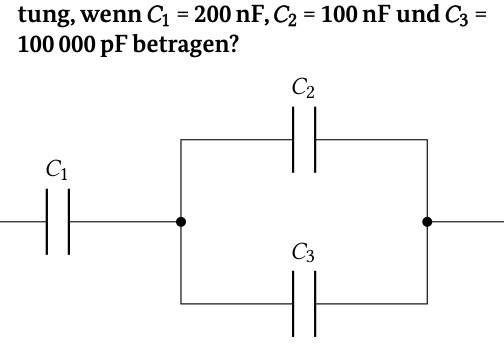 tung, wenn C₁ = 200 nF, C₂ = 100 nF und C₃ =
100 000 pF betragen?
C₂
C₁
C₃